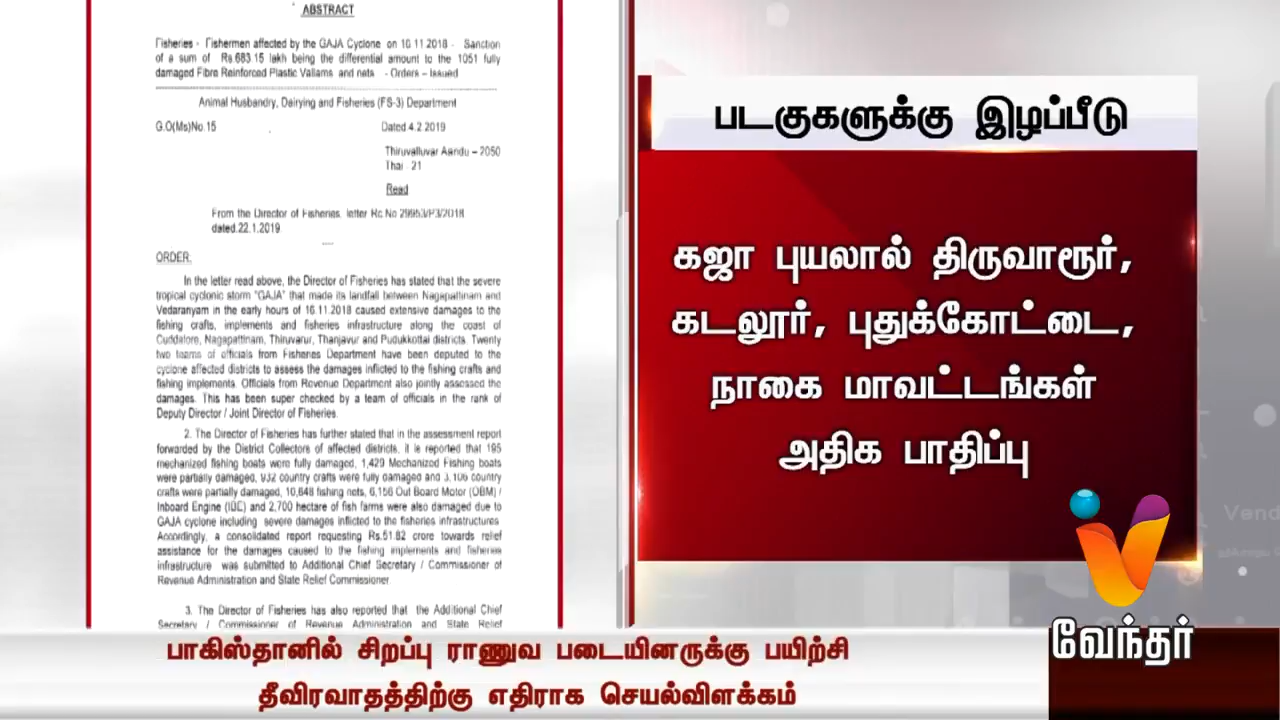 ABSTRACT
Fisheries - Fishermen affected by the GAJA Cyclone on 16.11.2018 - Sanction
of a sum of Rs.683.15 lakh being the differential amount to the 1051 fully
damaged Fibre Reinforced Plastic Vallams and nets - Orders – Issued
Animal Husbandry, Dairying and Fisheries (FS-3) Department
G.O(Ms)No.15
Dated 4.2.2019
Thiruvalluvar Aandu – 2050
Thai 21
Read
From the Director of Fisheries letter Rc.No.29953/P3/2018
dated.22.1.2019.
ORDER:
In the letter read above, the Director of Fisheries has stated that the severe
tropical cyclonic storm "GAJA" that made its landfall between Nagapattinam and
Vedaranyam in the early hours of 16.11.2018 caused extensive damages to the
fishing crafts, implements and fisheries infrastructure along the coast of
Cuddalore, Nagapattinam, Thiruvarur, Thanjavur and Pudukkottai districts. Twenty
two teams of officials from Fisheries Department have been deputed to the
cyclone affected districts to assess the damages inflicted to the fishing crafts and
fishing implements. Officials from Revenue Department also jointly assessed the
damages. This has been super checked by a team of officials in the rank of
Deputy Director / Joint Director of Fisheries.
2. The Director of Fisheries has further stated that in the assessment report
forwarded by the District Collectors of affected districts, it is reported that 195
mechanized fishing boats were fully damaged, 1,429 Mechanized Fishing boats
were partially damaged, 932 country crafts were fully damaged and 3,106 country
crafts were partially damaged, 10,648 fishing nets, 6,156 Out Board Motor (OBM) /
Inboard Engine (IBE) and 2,700 hectare of fish farms were also damaged due to
GAJA cyclone including severe damages inflicted to the fisheries infrastructures
Accordingly, a consolidated report requesting Rs.51.82 crore towards relief
assistance for the damages caused to the fishing implements and fisheries
infrastructure was submitted to Additional Chief Secretary / Commissioner of
Revenue Administration and State Relief Commissioner
3. The Director of Fisheries has also reported that the Additional Chief
Secretary / Commissioner of Revenue Administration and State Relief
படகுகளுக்கு இழப்பீடு
கஜா புயலால் திருவாரூர்,
கடலூர், புதுக்கோட்டை,
நாகை மாவட்டங்கள்
அதிக பாதிப்பு
Vend
வேந்தர்
பாகிஸ்தானில் சிறப்பு ராணுவ படையினருக்கு பயிற்சி
தீவிரவாதத்திற்கு எதிராக செயல்விளக்கம்